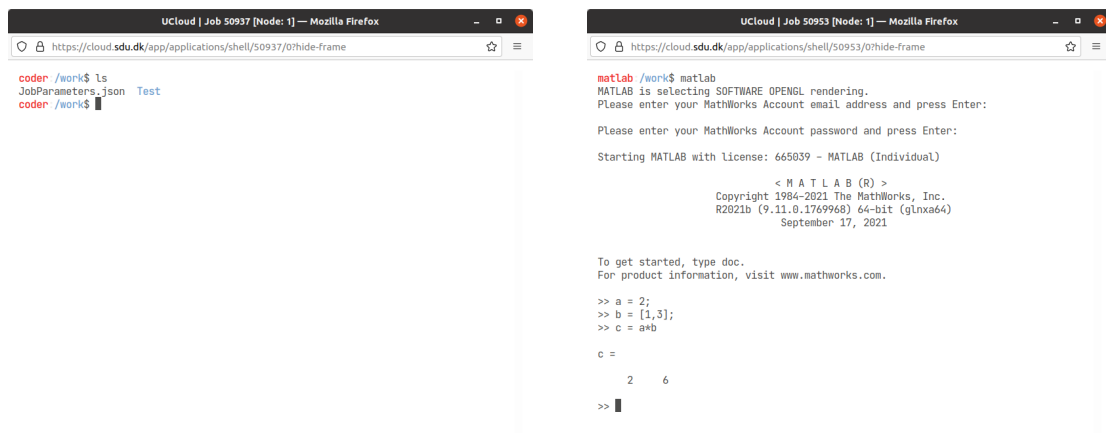 UCloud | Job 50937 [Node: 1] — Mozilla Firefox
https://cloud.sdu.dk/app/applications/shell/50937/0?hide-frame
coder /work$ ls
JobParameters.json Test
coder /work$
UCloud | Job 50953 [Node: 1] — Mozilla Firefox
https://cloud.sdu.dk/app/applications/shell/50953/0?hide-frame
matlab /work$ matlab
MATLAB is selecting SOFTWARE OPENGL rendering.
Please enter your MathWorks Account email address and press Enter:
Please enter your MathWorks Account password and press Enter:
Starting MATLAB with license: 665039 - MATLAB (Individual)
< M A T L A B (R) >
Copyright 1984-2021 The MathWorks, Inc.
R2021b (9.11.0.1769968) 64-bit (glnxa64)
September 17, 2021
To get started, type doc.
For product information, visit www.mathworks.com.
>> a = 2;
>> b = [1,3];
>> c = a*b
c =
2 6
>>